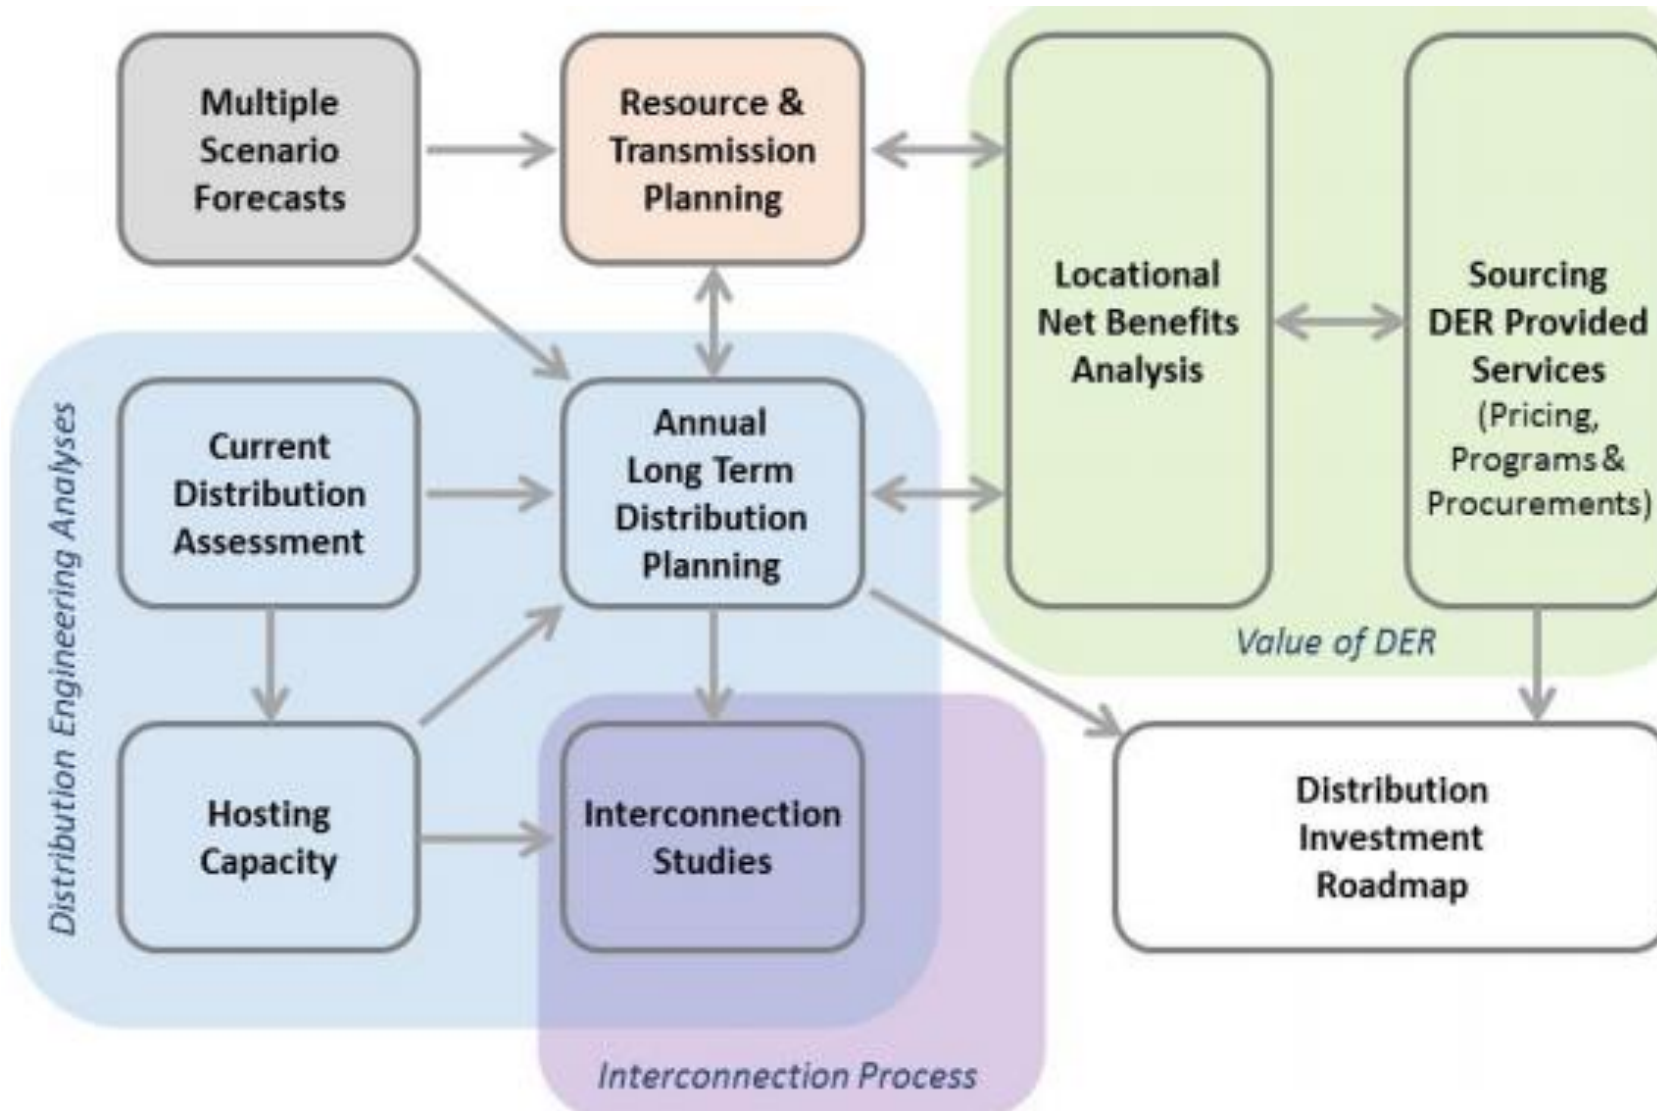 Multiple
Scenario
Forecasts
Resource &
Transmission
Planning
Locational
Net Benefits
Analysis
Sourcing
DER Provided
Services
(Pricing,
Programs &
Procurements)
Value of DER
Distribution Engineering Analyses
Current
Distribution
Assessment
Annual
Long Term
Distribution
Planning
Hosting
Capacity
Interconnection
Studies
Distribution
Investment
Roadmap
Interconnection Process